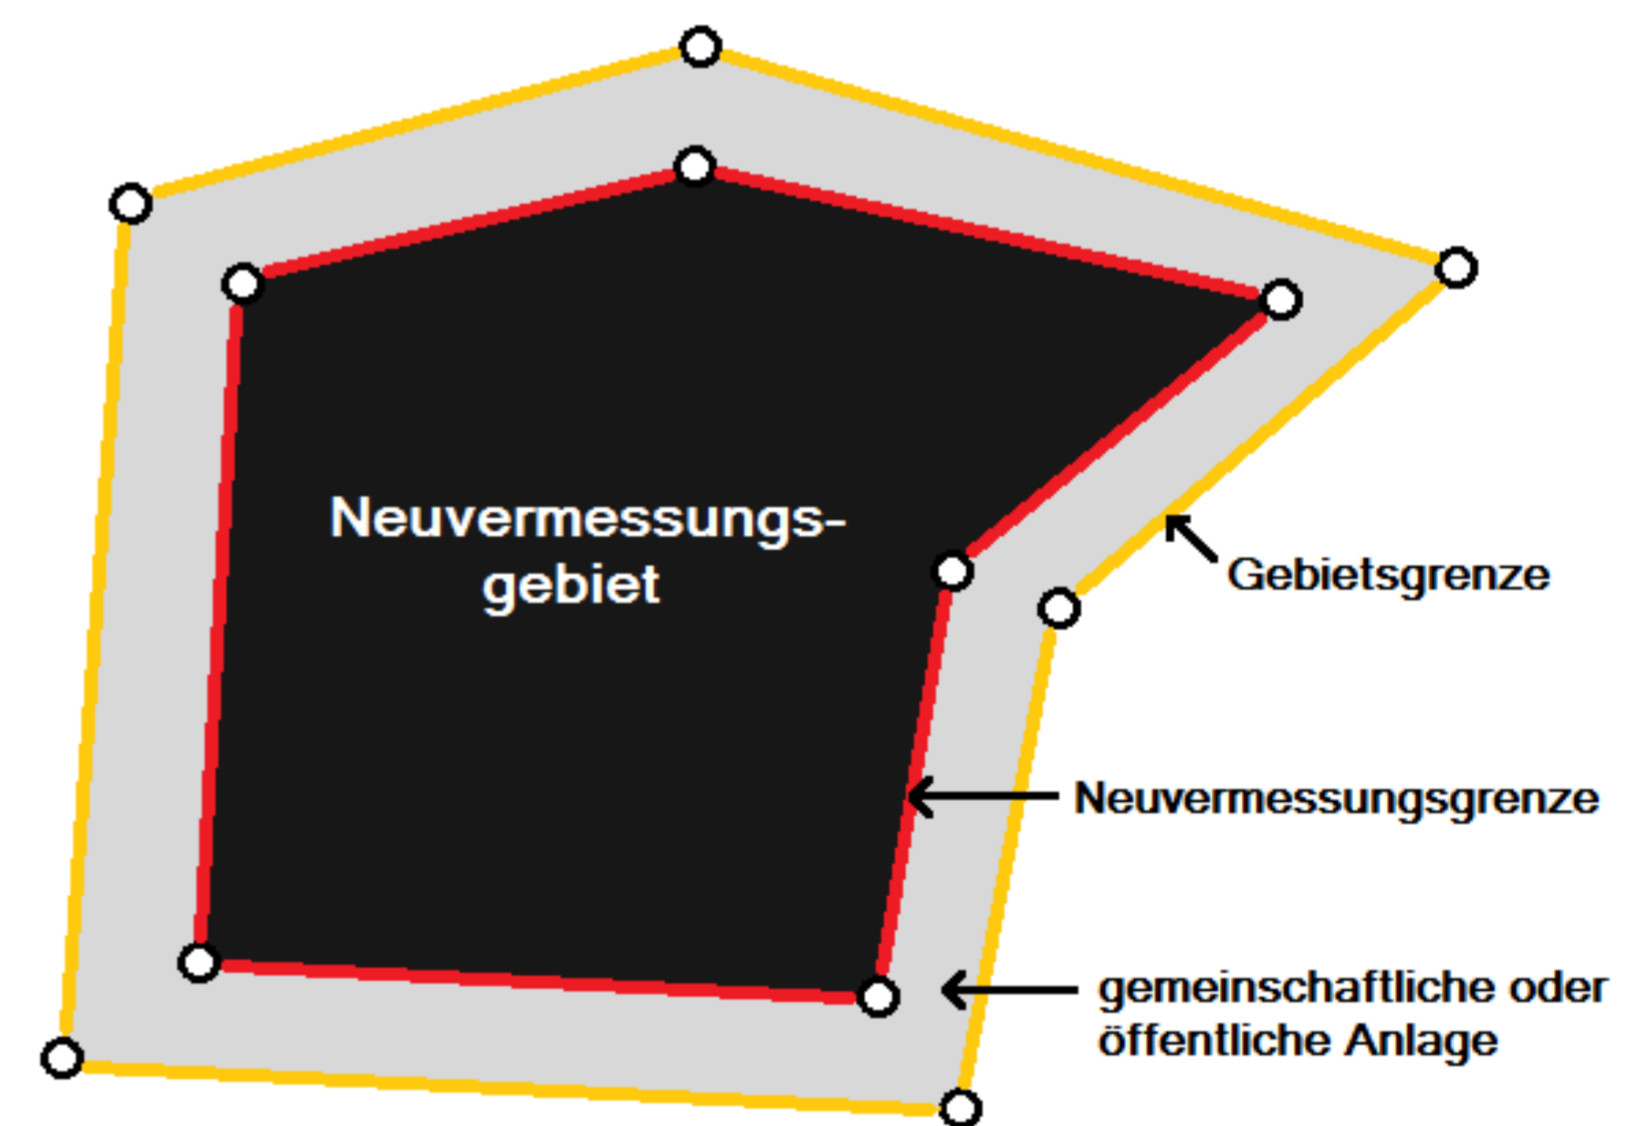 Neuvermessungs-
gebiet
Gebietsgrenze
Neuvermessungsgrenze
gemeinschaftliche oder
öffentliche Anlage